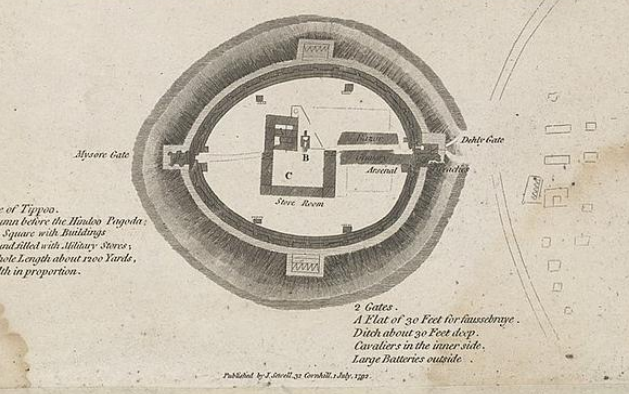 Mysore Gate
Dehly Gate
Bazar
B
Arsenal
C
Store Room
e of Tippoo.
umn before the Hindoo Pagoda;
Square with Buildings
und filled with Military Stores;
hole Length about 1200 Yards,
dth in proportion.
2 Gates.
A Flat of 30 Feet for faussebraye.
Ditch about 30 Feet deep.
Cavaliers in the inner side.
Large Batteries outside.
Published by J. Sewell, 32 Cornhill, 1 July, 1792.